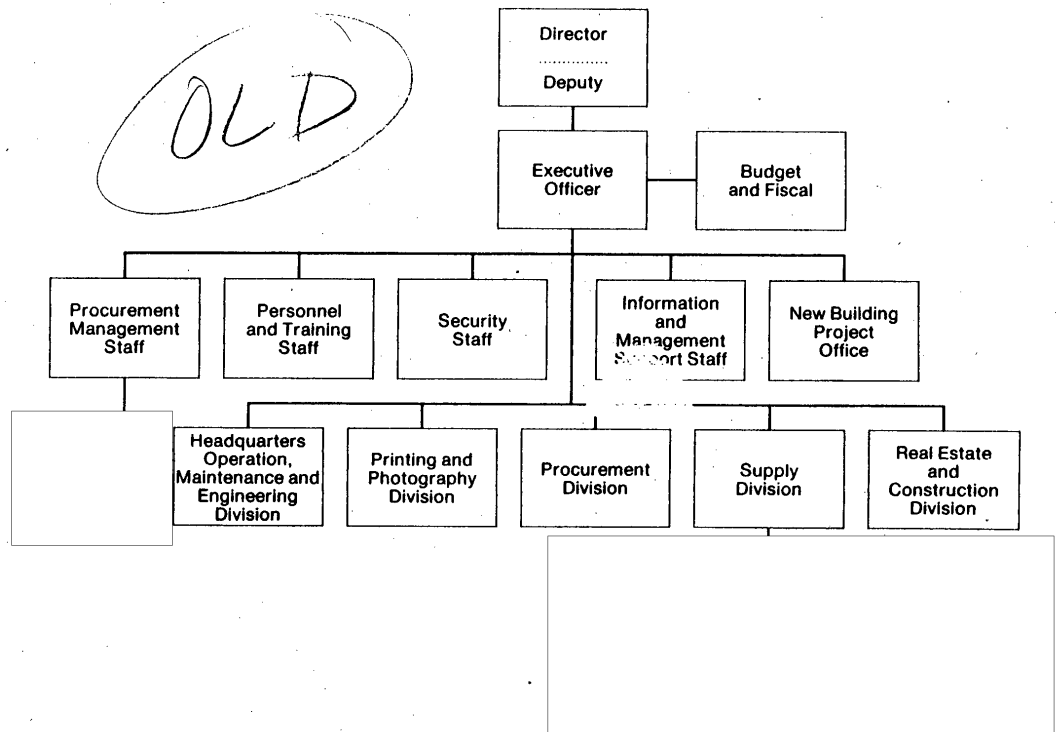 OLD
Director
Deputy
Executive
Officer
Budget
and Fiscal
Procurement
Management
Staff
Personnel
and Training
Staff
Security
Staff
Information
and
Management
Support Staff
New Building
Project
Office
Headquarters
Operation,
Maintenance and
Engineering
Division
Printing and
Photography
Division
Procurement
Division
Supply
Division
Real Estate
and
Construction
Division